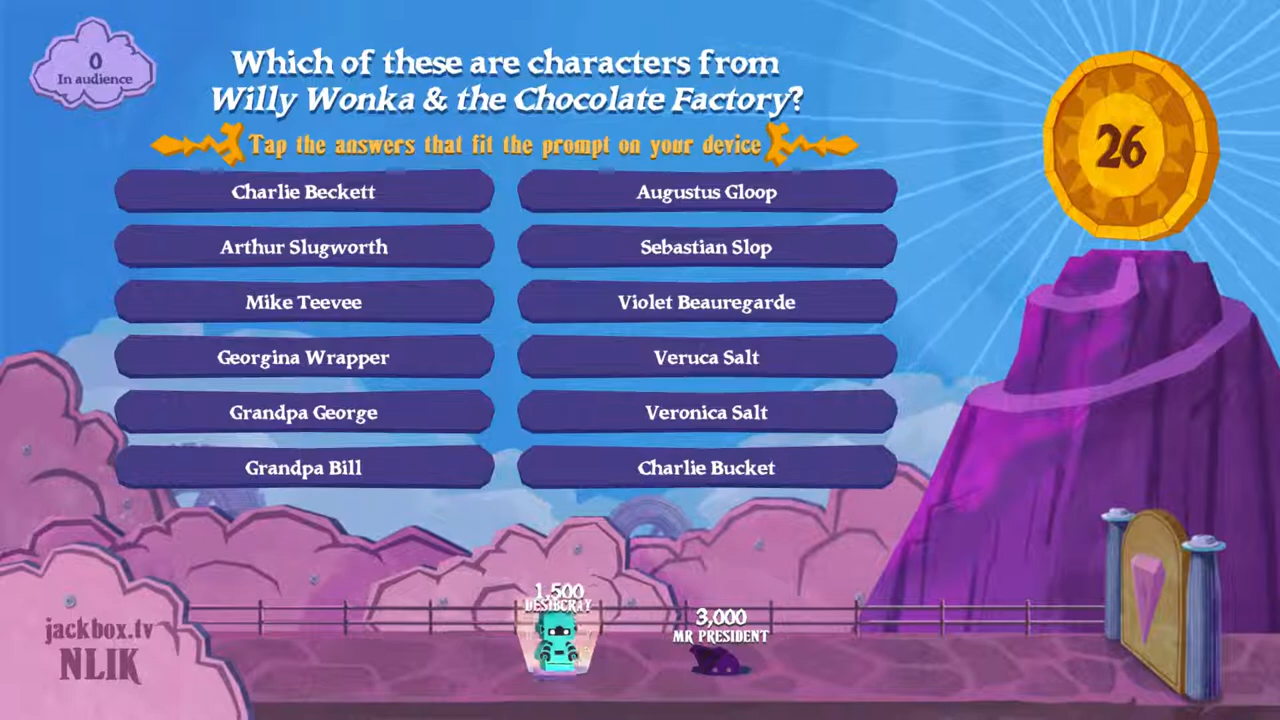 0
In audience
Which of these are characters from
Willy Wonka & the Chocolate Factory?
Tap the answers that fit the prompt on your device
26
Charlie Beckett
Augustus Gloop
Arthur Slugworth
Sebastian Slop
Mike Teevee
Violet Beauregarde
Georgina Wrapper
Veruca Salt
Grandpa George
Veronica Salt
Grandpa Bill
Charlie Bucket
1,500
DESIBCRAY
3,000
MR PRESIDENT
jackbox.tv
NLIK